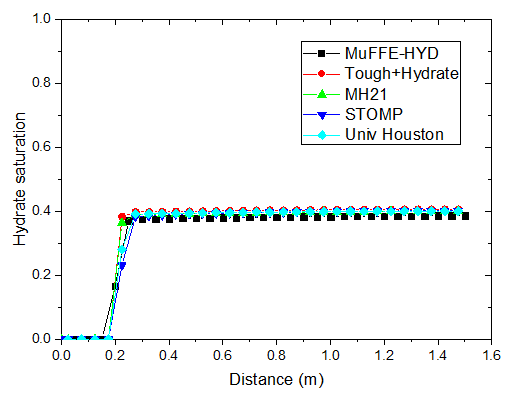 1.0
0.8
0.6
0.4
0.2
0.0
Hydrate saturation
MuFFE-HYD
Tough+Hydrate
MH21
STOMP
Univ Houston
0.0 0.2 0.4 0.6 0.8 1.0 1.2 1.4 1.6
Distance (m)